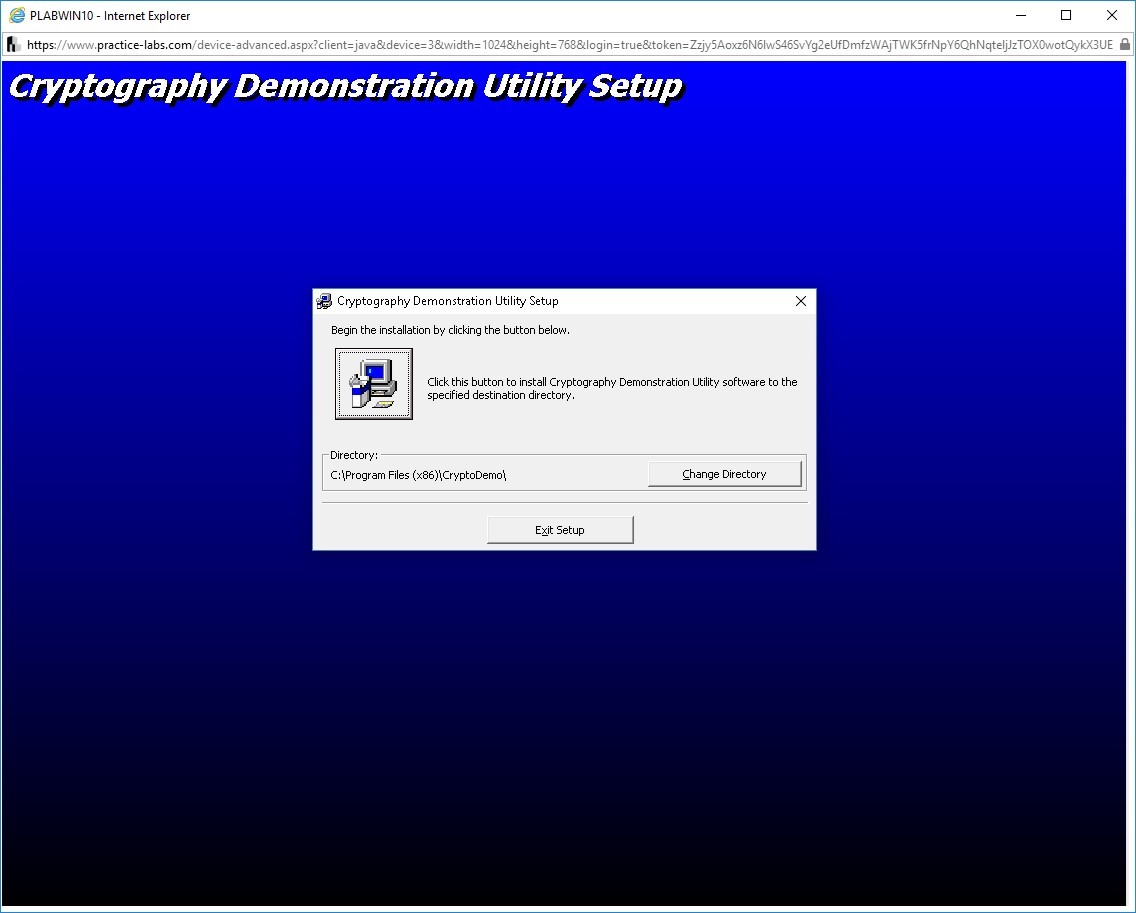 PLABWIN10 - Internet Explorer
https://www.practice-labs.com/device-advanced.aspx?client=java&device=3&width=1024&height=768&login=true&token=Zzjy5Aoxz6N6IwS46SvYg2eUfDmfzWAjTWK5frNpY6QhNqteIjJzTOX0wotQykX3UE
Cryptography Demonstration Utility Setup
Cryptography Demonstration Utility Setup
Begin the installation by clicking the button below.
Click this button to install Cryptography Demonstration Utility software to the
specified destination directory.
Directory:
C:\Program Files (x86)\CryptoDemo\
Change Directory
Exit Setup